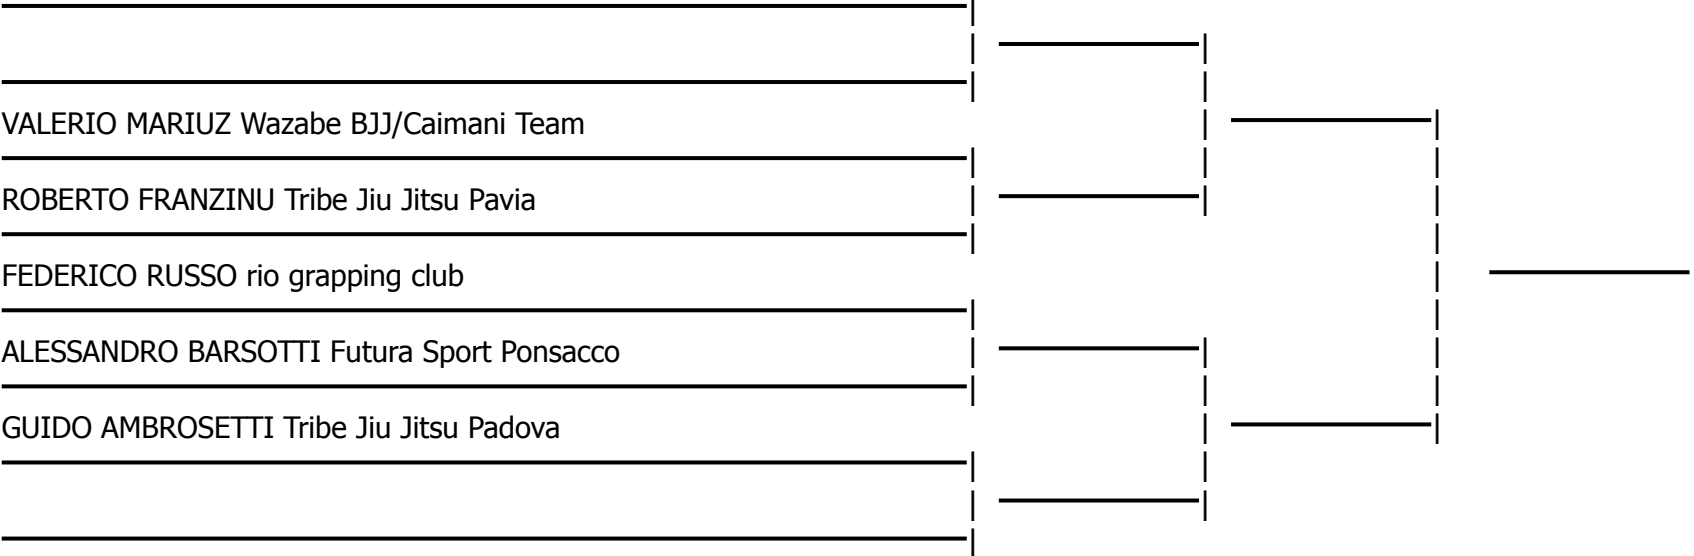 VALERIO MARIUZ Wazabe BJJ/Caimani Team
ROBERTO FRANZINU Tribe Jiu Jitsu Pavia
FEDERICO RUSSO rio grapping club
ALESSANDRO BARSOTTI Futura Sport Ponsacco
GUIDO AMBROSETTI Tribe Jiu Jitsu Padova